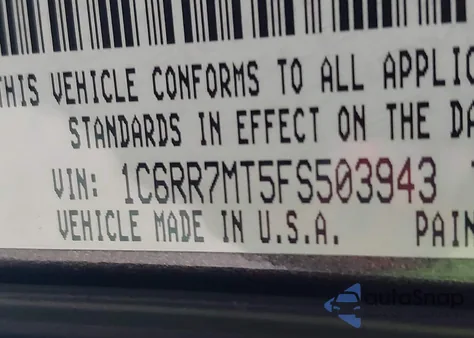 THIS VEHICLE CONFORMS TO ALL APPLIC
STANDARDS IN EFFECT ON THE DA
VIN: 1C6RR7MT5FS503943
VEHICLE MADE IN U.S.A. PAIN
autoSnap